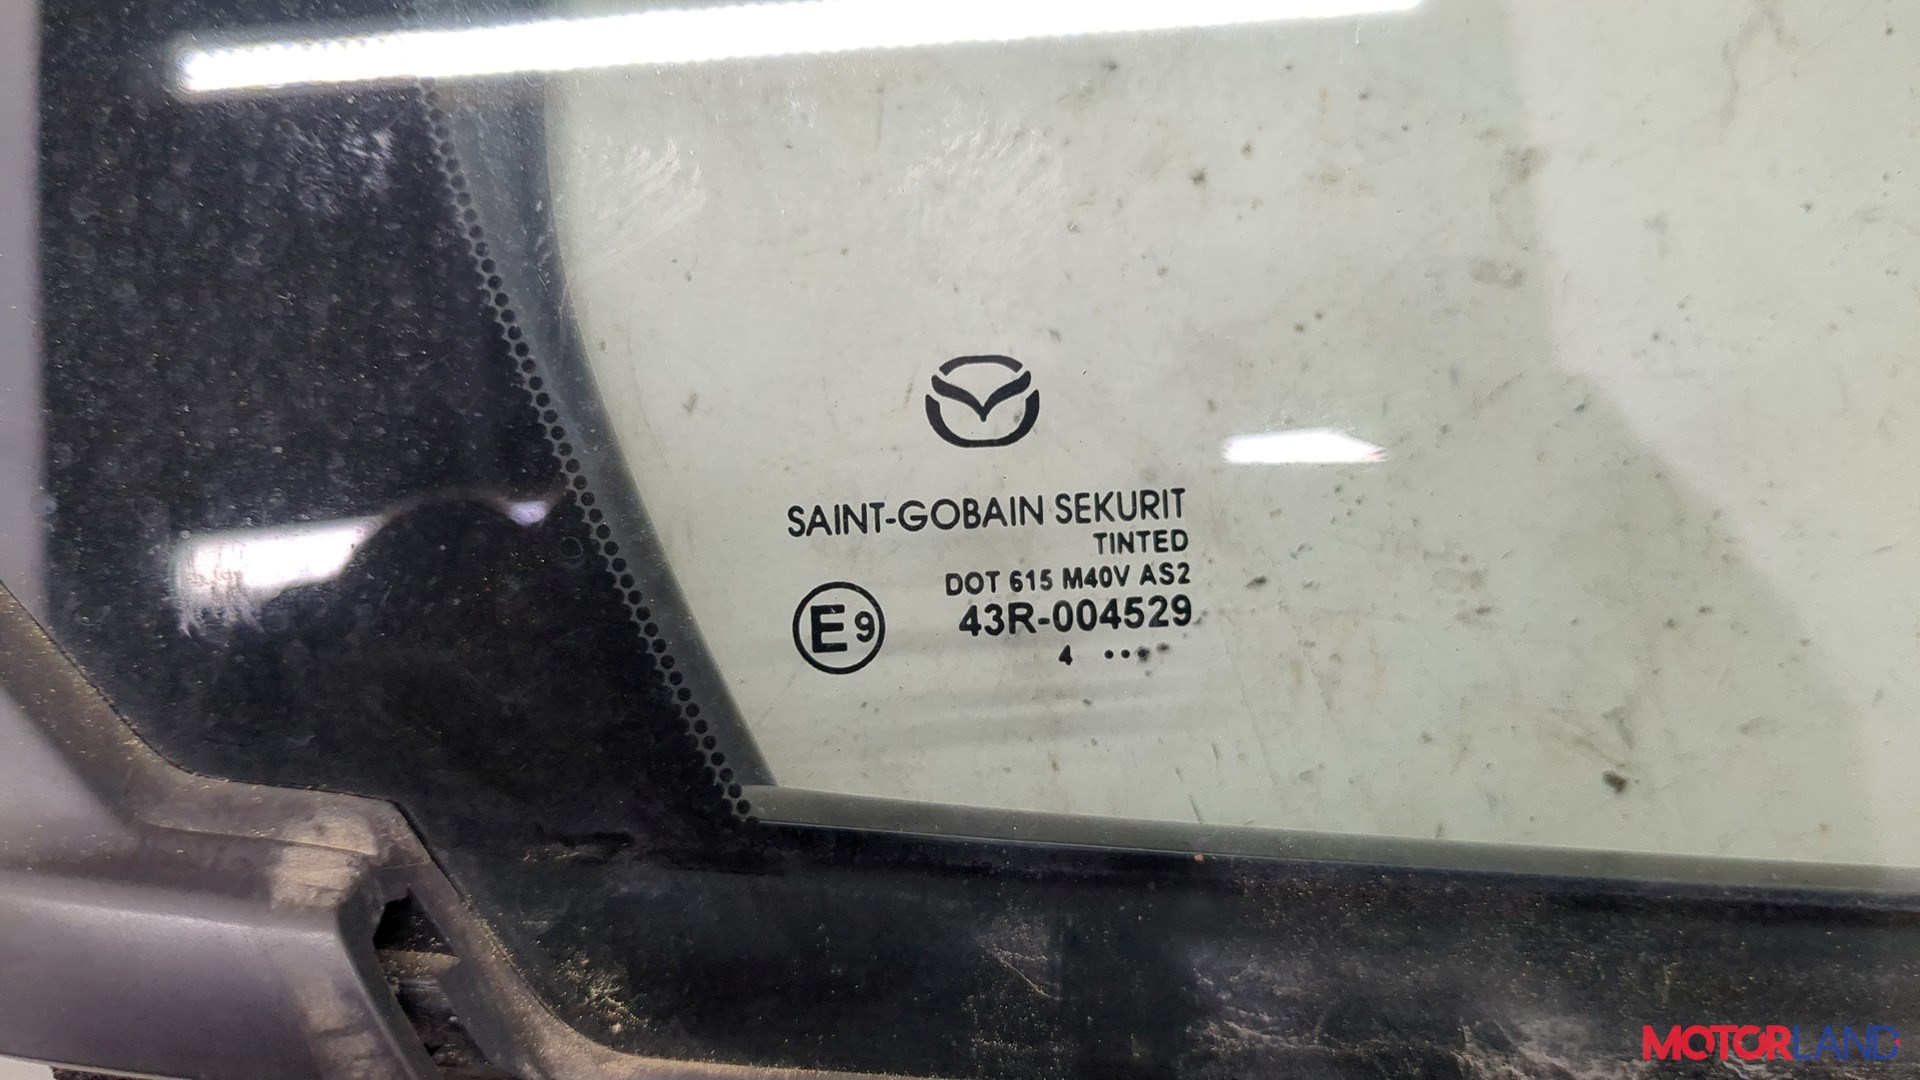 SAINT-GOBAIN SEKURIT
TINTED
DOT 615 M40V AS2
E9
43R-004529
4 ••••
MOTORLAND